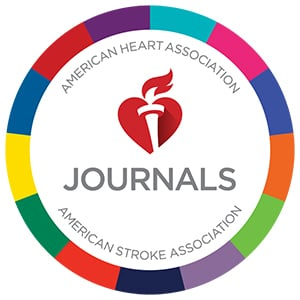 AMERICAN HEART ASSOCIATION
JOURNALS
AMERICAN STROKE ASSOCIATION